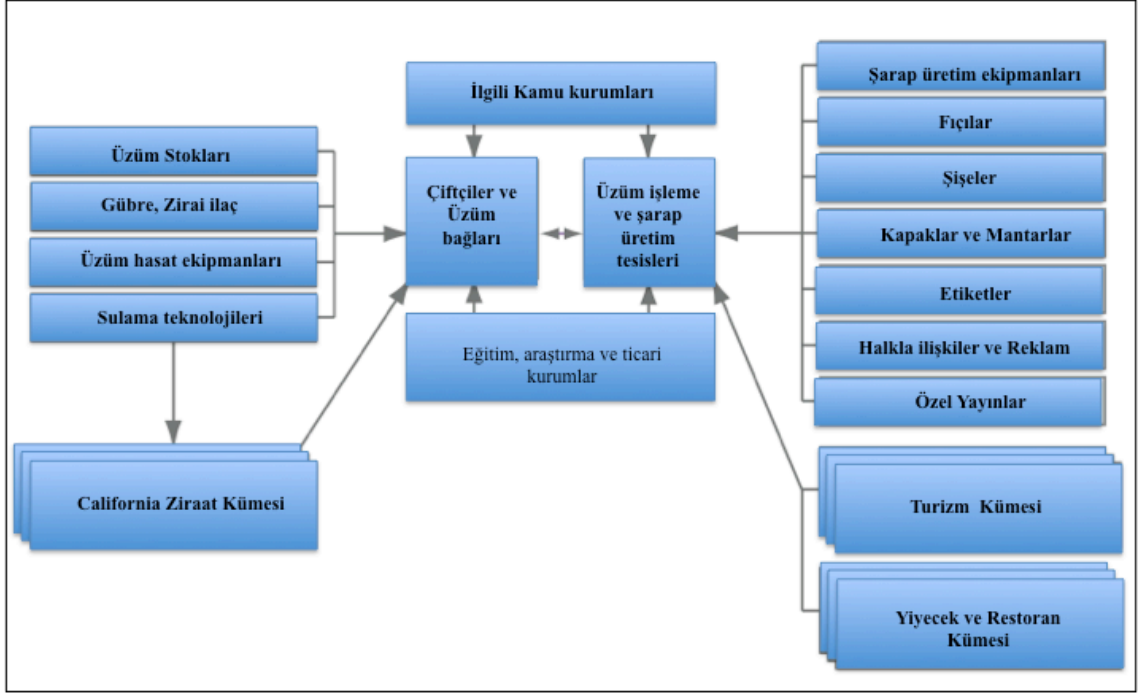 İlgili Kamu kurumları
Üzüm Stokları
Gübre, Zirai ilaç
Üzüm hasat ekipmanları
Sulama teknolojileri
California Ziraat Kümesi
Çiftçiler ve
Üzüm
bağları
Üzüm işleme
ve şarap
üretim
tesisleri
Eğitim, araştırma ve ticari
kurumlar
Şarap üretim ekipmanları
Fıçılar
Şişeler
Kapaklar ve Mantarlar
Etiketler
Halkla ilişkiler ve Reklam
Özel Yayınlar
Turizm Kümesi
Yiyecek ve Restoran
Kümesi